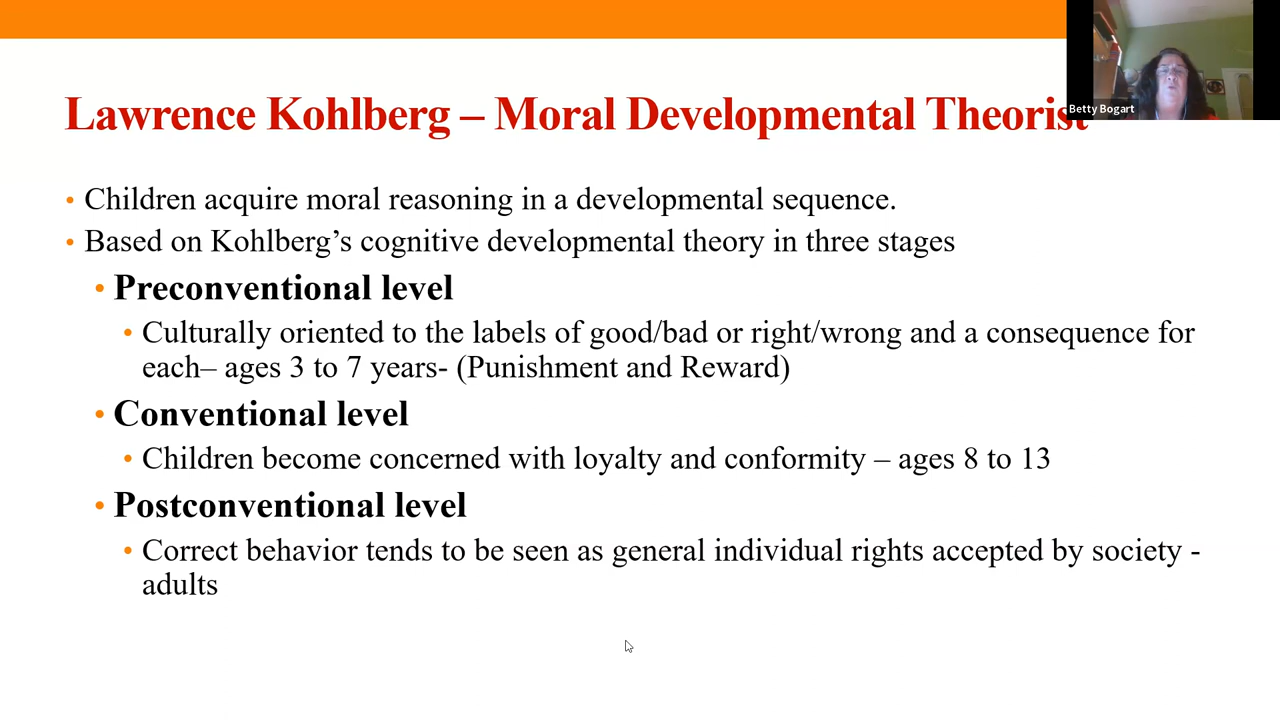 Betty Bogart
Lawrence Kohlberg – Moral Developmental Theorist
• Children acquire moral reasoning in a developmental sequence.
• Based on Kohlberg’s cognitive developmental theory in three stages
• Preconventional level
• Culturally oriented to the labels of good/bad or right/wrong and a consequence for
each– ages 3 to 7 years- (Punishment and Reward)
• Conventional level
• Children become concerned with loyalty and conformity – ages 8 to 13
• Postconventional level
• Correct behavior tends to be seen as general individual rights accepted by society -
adults